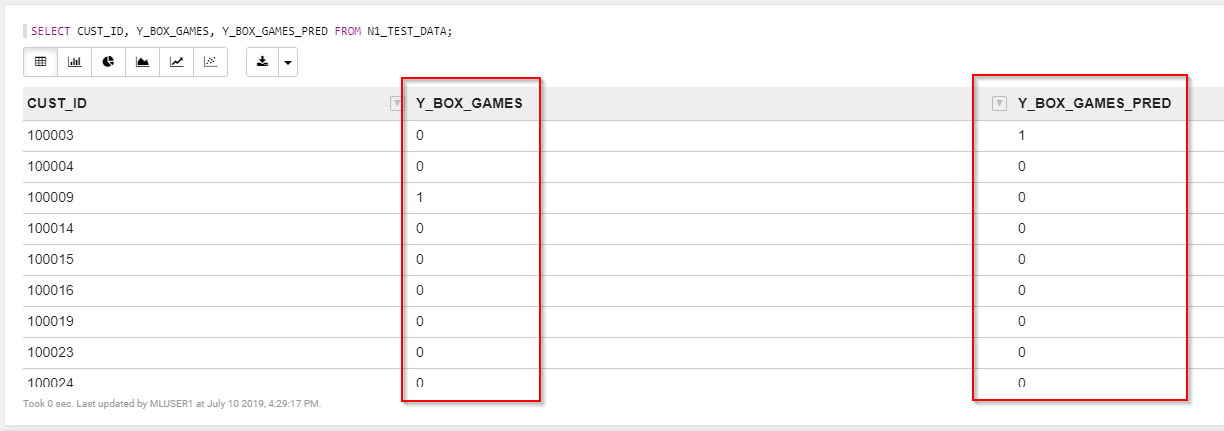 SELECT CUST_ID, Y_BOX_GAMES, Y_BOX_GAMES_PRED FROM N1_TEST_DATA;
CUST_ID Y_BOX_GAMES Y_BOX_GAMES_PRED
100003 0 1
100004 0 0
100009 1 0
100014 0 0
100015 0 0
100016 0 0
100019 0 0
100023 0 0
100024 0 0
Took 0 sec. Last updated by MLUSER1 at July 10 2019, 4:29:17 PM.